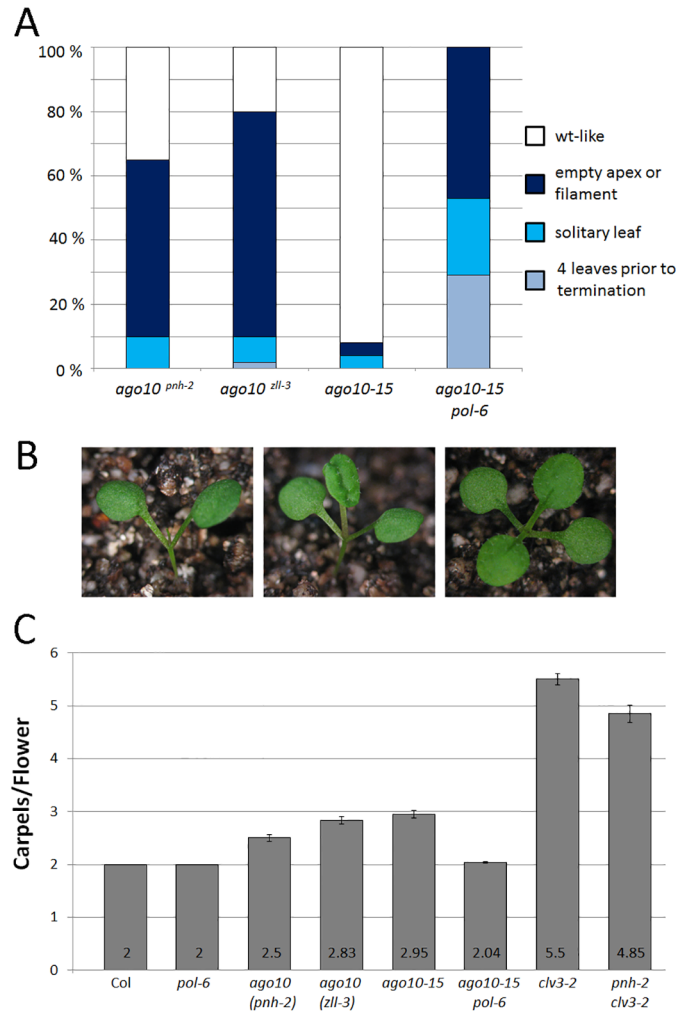 A
100 %
80 %
60 %
40 %
20 %
0 %
wt-like
empty apex or
filament
solitary leaf
4 leaves prior to
termination
ago10 pnh-2
ago10 zll-3
ago10-15
ago10-15
pol-6
B
C
Carpels/Flower
6
5
4
3
2
1
0
2
2
2.5
2.83
2.95
2.04
5.5
4.85
Col
pol-6
ago10
(pnh-2)
ago10
(zll-3)
ago10-15
ago10-15
pol-6
clv3-2
pnh-2
clv3-2